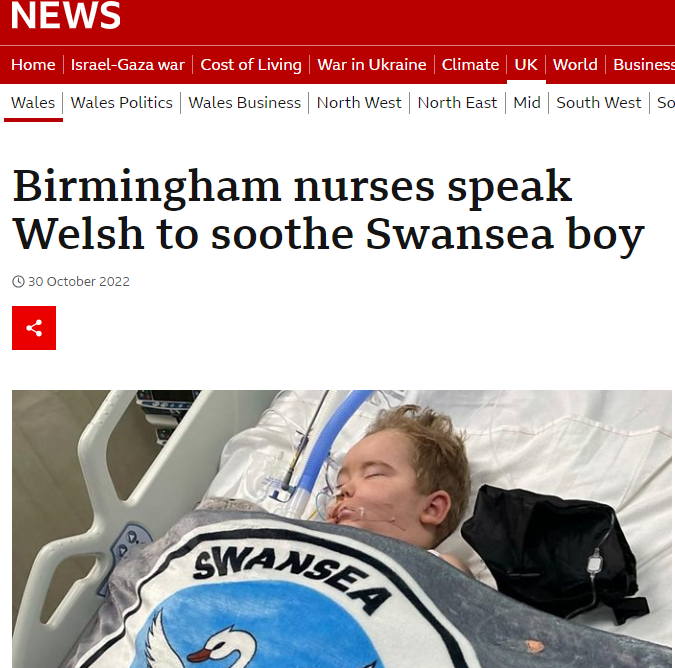 NEWS
Home Israel-Gaza war Cost of Living War in Ukraine Climate UK World Business
Wales Wales Politics Wales Business North West North East Mid South West So
Birmingham nurses speak
Welsh to soothe Swansea boy
30 October 2022
SWANSEA